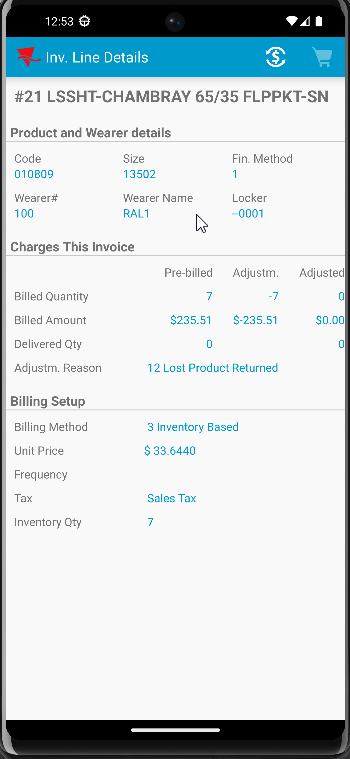 12:53
Inv. Line Details
#21 LSSHT-CHAMBRAY 65/35 FLPPKT-SN
Product and Wearer details
Code Size Fin. Method
010809 13502 1
Wearer# Wearer Name Locker
100 RAL1 --0001
Charges This Invoice
Pre-billed Adjustm. Adjusted
Billed Quantity 7 -7 0
Billed Amount $235.51 $-235.51 $0.00
Delivered Qty 0 0
Adjustm. Reason 12 Lost Product Returned
Billing Setup
Billing Method 3 Inventory Based
Unit Price $ 33.6440
Frequency
Tax Sales Tax
Inventory Qty 7